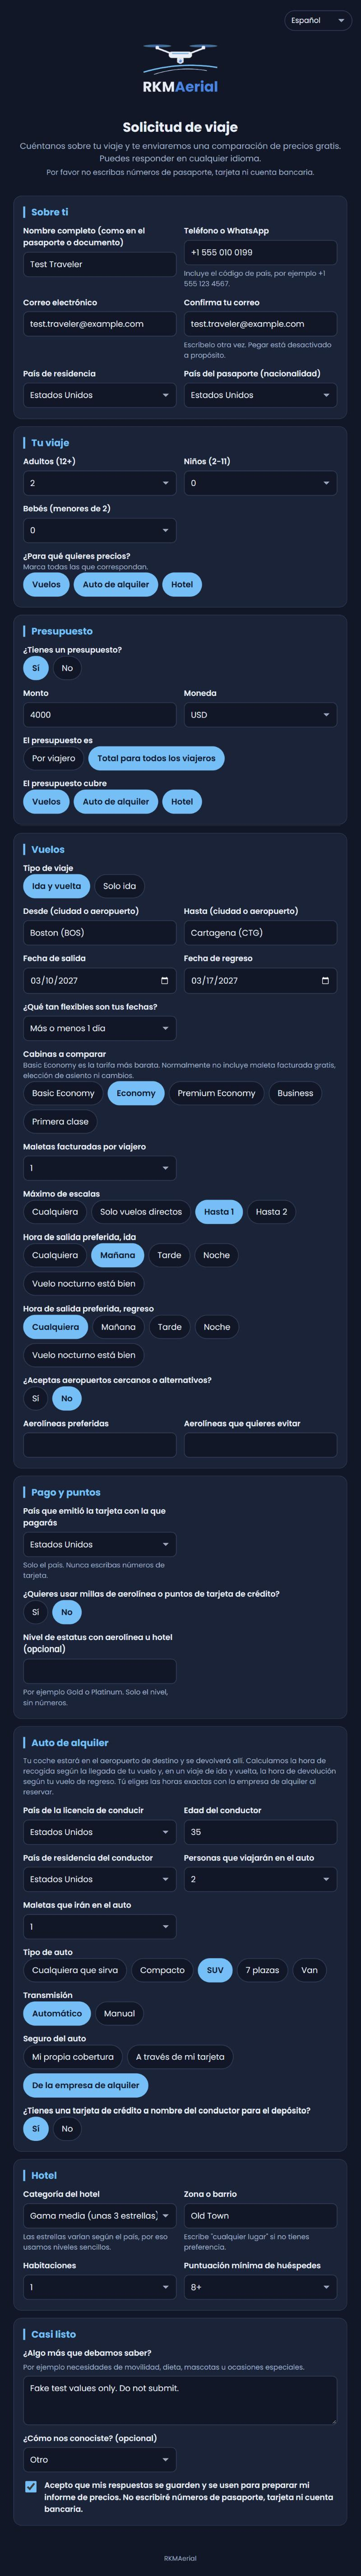 Español
RKMAerial
Solicitud de viaje
Cuéntanos sobre tu viaje y te enviaremos una comparación de precios gratis.
Puedes responder en cualquier idioma.
Por favor no escribas números de pasaporte, tarjeta ni cuenta bancaria.
Sobre ti
Nombre completo (como en el
pasaporte o documento)
Test Traveler
Teléfono o WhatsApp
+1 555 010 0199
Incluye el código de país, por ejemplo +1
555 123 4567.
Correo electrónico
test.traveler@example.com
Confirma tu correo
test.traveler@example.com
Escríbelo otra vez. Pegar está desactivado
a propósito.
País de residencia
Estados Unidos
País del pasaporte (nacionalidad)
Estados Unidos
Tu viaje
Adultos (12+)
2
Niños (2-11)
0
Bebés (menores de 2)
0
¿Para qué quieres precios?
Marca todas las que correspondan.
Vuelos
Auto de alquiler
Hotel
Presupuesto
¿Tienes un presupuesto?
Sí
No
Monto
4000
Moneda
USD
El presupuesto es
Por viajero
Total para todos los viajeros
El presupuesto cubre
Vuelos
Auto de alquiler
Hotel
Vuelos
Tipo de viaje
Ida y vuelta
Solo ida
Desde (ciudad o aeropuerto)
Boston (BOS)
Hasta (ciudad o aeropuerto)
Cartagena (CTG)
Fecha de salida
03/10/2027
Fecha de regreso
03/17/2027
¿Qué tan flexibles son tus fechas?
Más o menos 1 día
Cabinas a comparar
Basic Economy es la tarifa más barata. Normalmente no incluye maleta facturada gratis,
elección de asiento ni cambios.
Basic Economy
Economy
Premium Economy
Business
Primera clase
Maletas facturadas por viajero
1
Máximo de escalas
Cualquiera
Solo vuelos directos
Hasta 1
Hasta 2
Hora de salida preferida, ida
Cualquiera
Mañana
Tarde
Noche
Vuelo nocturno está bien
Hora de salida preferida, regreso
Cualquiera
Mañana
Tarde
Noche
Vuelo nocturno está bien
¿Aceptas aeropuertos cercanos o alternativos?
Sí
No
Aerolíneas preferidas
Aerolíneas que quieres evitar
Pago y puntos
País que emitió la tarjeta con la que
pagarás
Estados Unidos
Solo el país. Nunca escribas números de
tarjeta.
¿Quieres usar millas de aerolínea o puntos de tarjeta de crédito?
Sí
No
Nivel de estatus con aerolínea u hotel
(opcional)
Por ejemplo Gold o Platinum. Solo el nivel,
sin números.
Auto de alquiler
Tu coche estará en el aeropuerto de destino y se devolverá allí. Calculamos la hora de
recogida según la llegada de tu vuelo y, en un viaje de ida y vuelta, la hora de devolución
según tu vuelo de regreso. Tú eliges las horas exactas con la empresa de alquiler al
reservar.
País de la licencia de conducir
Estados Unidos
Edad del conductor
35
País de residencia del conductor
Estados Unidos
Personas que viajarán en el auto
2
Maletas que irán en el auto
1
Tipo de auto
Cualquiera que sirva
Compacto
SUV
7 plazas
Van
Transmisión
Automático
Manual
Seguro del auto
Mi propia cobertura
A través de mi tarjeta
De la empresa de alquiler
¿Tienes una tarjeta de crédito a nombre del conductor para el depósito?
Sí
No
Hotel
Categoría del hotel
Gama media (unas 3 estrellas)
Las estrellas varían según el país, por eso
usamos niveles sencillos.
Zona o barrio
Old Town
Escribe "cualquier lugar" si no tienes
preferencia.
Habitaciones
1
Puntuación mínima de huéspedes
8+
Casi listo
¿Algo más que debamos saber?
Por ejemplo necesidades de movilidad, dieta, mascotas u ocasiones especiales.
Fake test values only. Do not submit.
¿Cómo nos conociste? (opcional)
Otro
Acepto que mis respuestas se guarden y se usen para preparar mi
informe de precios. No escribiré números de pasaporte, tarjeta ni cuenta
bancaria.
RKMAerial